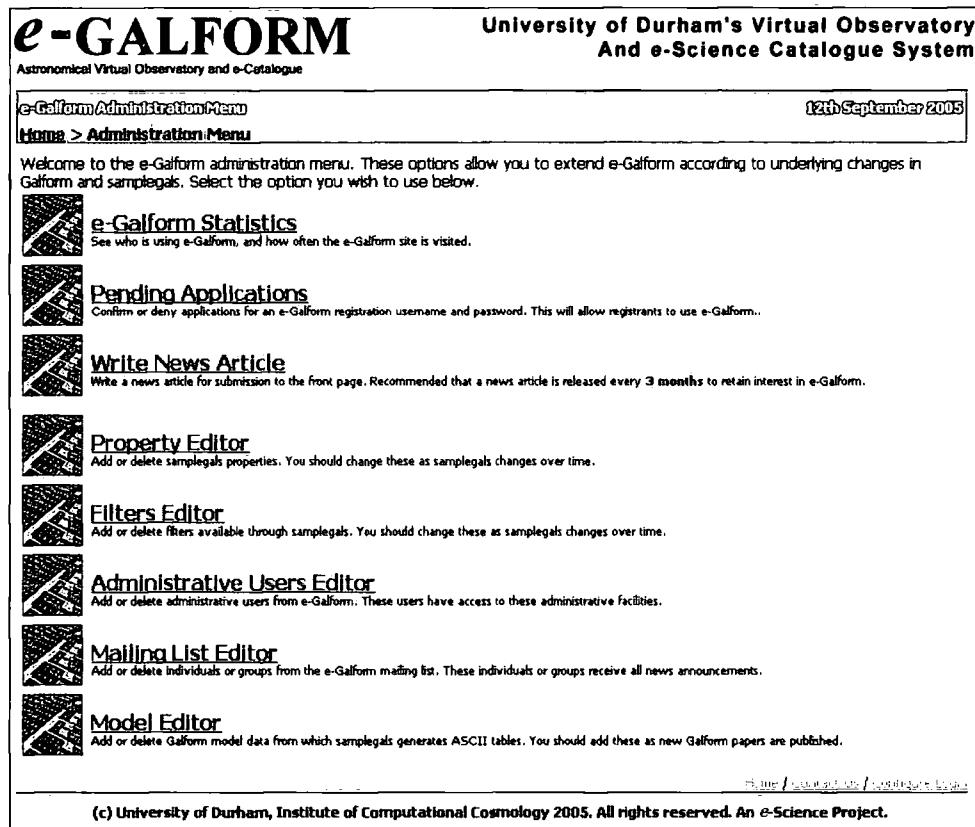 e-GALFORM
Astronomical Virtual Observatory and e-Catalogue
University of Durham's Virtual Observatory
And e-Science Catalogue System
e-Galform Administration Menu
12th September 2005
Home > Administration Menu
Welcome to the e-Galform administration menu. These options allow you to extend e-Galform according to underlying changes in
Galform and samplegals. Select the option you wish to use below.
e-Galform Statistics
See who is using e-Galform, and how often the e-Galform site is visited.
Pending Applications
Confirm or deny applications for an e-Galform registration username and password. This will allow registrants to use e-Galform..
Write News Article
Write a news article for submission to the front page. Recommended that a news article is released every 3 months to retain interest in e-Galform.
Property Editor
Add or delete samplegals properties. You should change these as samplegals changes over time.
Filters Editor
Add or delete filters available through samplegals. You should change these as samplegals changes over time.
Administrative Users Editor
Add or delete administrative users from e-Galform. These users have access to these administrative facilities.
Mailing List Editor
Add or delete individuals or groups from the e-Galform mailing list. These individuals or groups receive all news announcements.
Model Editor
Add or delete Galform model data from which samplegals generates ASCII tables. You should add these as new Galform papers are published.
Home / contact us /
(c) University of Durham, Institute of Computational Cosmology 2005. All rights reserved. An e-Science Project.